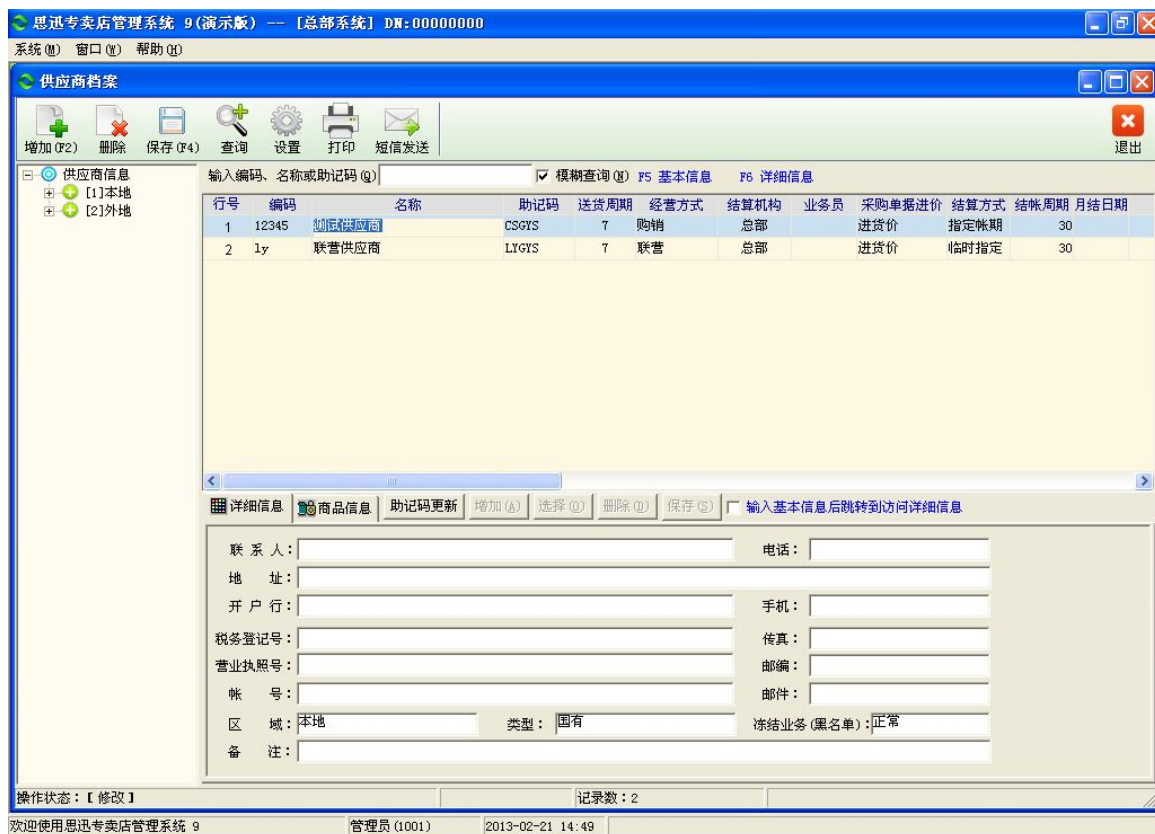 思迅专卖店管理系统 9(演示版) -- [总部系统] DN:00000000
系统(M) 窗口(W) 帮助(H)
供应商档案
增加(F2) 删除 保存(F4) 查询 设置 打印 短信发送 退出
供应商信息
[1]本地
[2]外地
输入编码、名称或助记码(Q) 模糊查询(N) F5 基本信息 F6 详细信息
行号 编码 名称 助记码 送货周期 经营方式 结算机构 业务员 采购单据进价 结算方式 结帐周期 月结日期
1 12345 测试供应商 CSGYS 7 购销 总部 进货价 指定帐期 30
2 ly 联营供应商 LYGYS 7 联营 总部 进货价 临时指定 30
详细信息 商品信息 助记码更新 增加(A) 选择(O) 删除(D) 保存(S) 输入基本信息后跳转到访问详细信息
联系人: 电话:
地址:
开户行: 手机:
税务登记号: 传真:
营业执照号: 邮编:
帐号: 邮件:
区域:本地 类型: 国有 冻结业务(黑名单):正常
备注:
操作状态:【修改】 记录数:2
欢迎使用思迅专卖店管理系统 9 管理员(1001) 2013-02-21 14:49